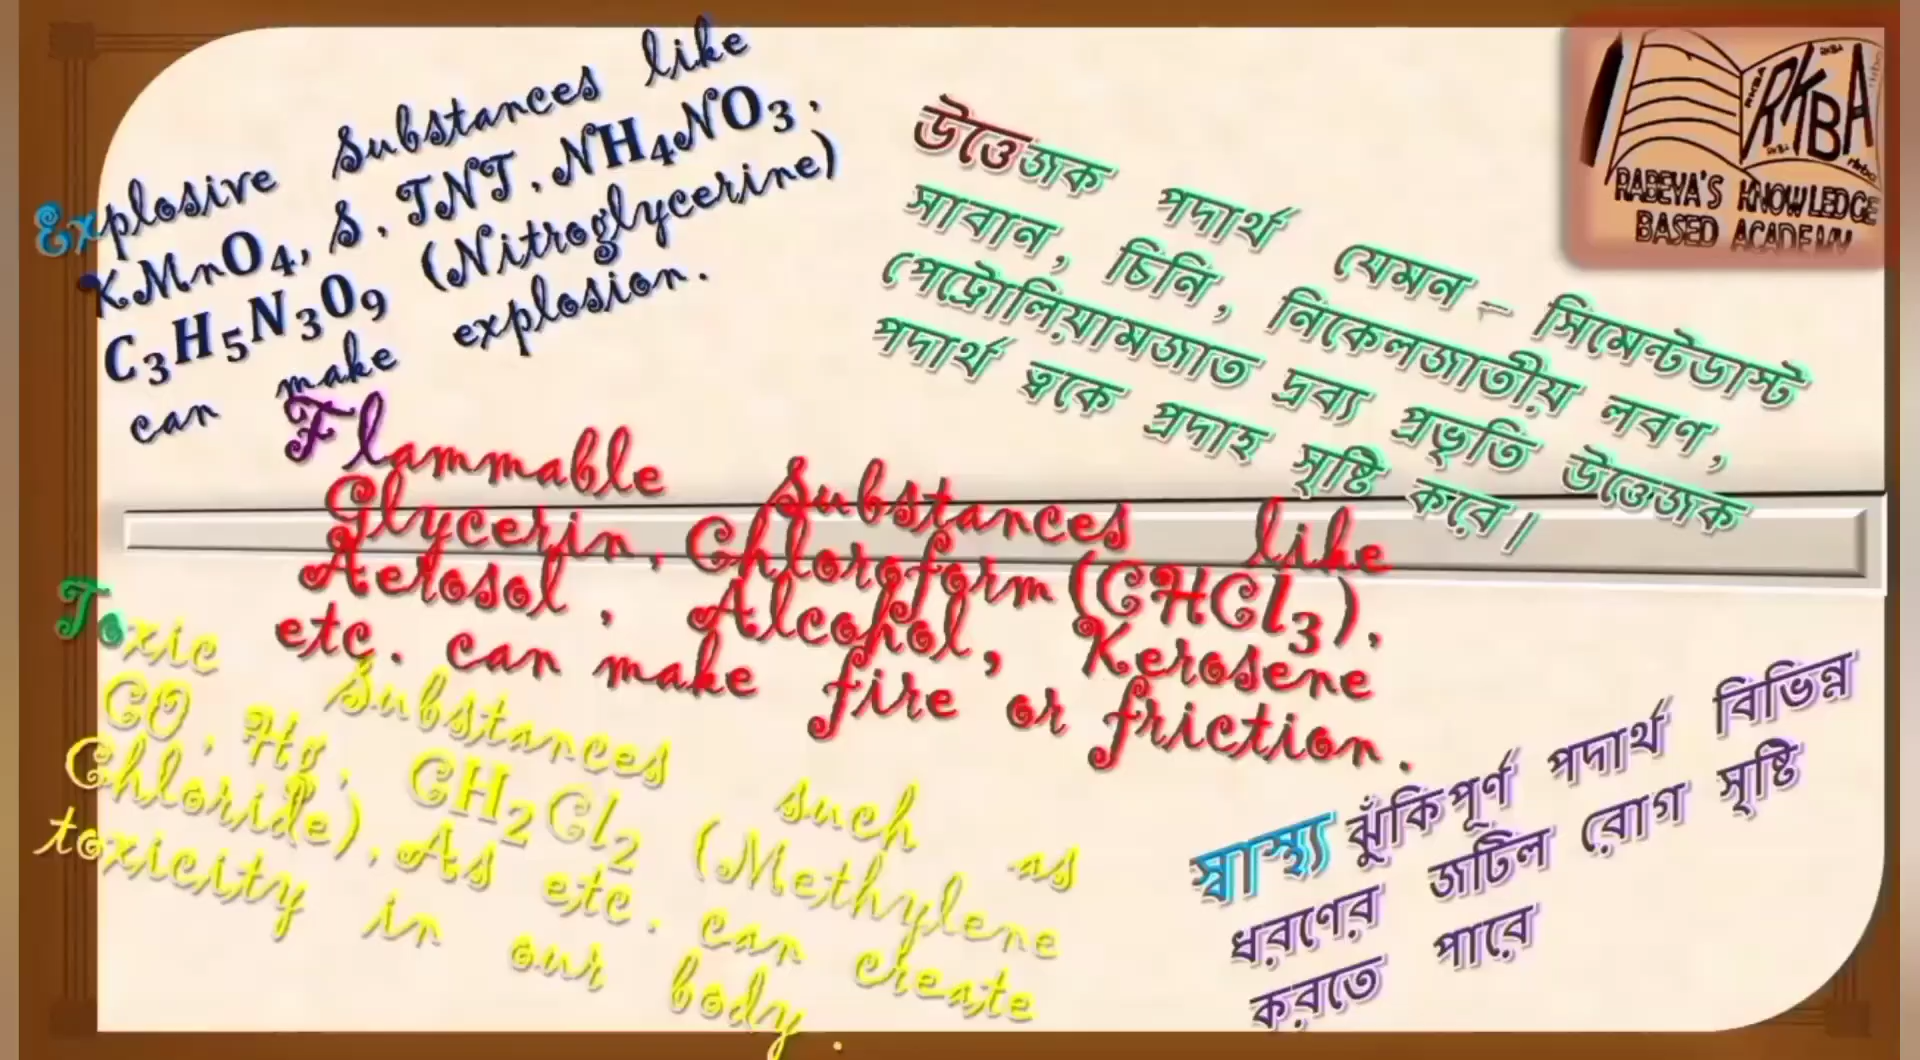 Explosive Substances like
KMnO₄, S, TNT, NH₄NO₃,
C₃H₅N₃O₉ (Nitroglycerine)
can make explosion.
উত্তেজক পদার্থ যেমন – সিমেন্টডাস্ট
সাবান, চিনি, নিকেলজাতীয় লবণ,
পেট্রোলিয়ামজাত দ্রব্য প্রভৃতি উত্তেজক
পদার্থ ত্বকে প্রদাহ সৃষ্টি করে।
RKBA
RABEYA'S KNOWLEDGE
BASED ACADEMY
Flammable Substances like
Glycerin, Chloroform (CHCl₃),
Aerosol, Alcohol, Kerosene
etc. can make fire or friction.
Toxic Substances such as
CO, Hg, CH₂Cl₂ (Methylene
Chloride), As etc. can create
toxicity in our body.
স্বাস্থ্য ঝুঁকিপূর্ণ পদার্থ বিভিন্ন
ধরণের জটিল রোগ সৃষ্টি
করতে পারে